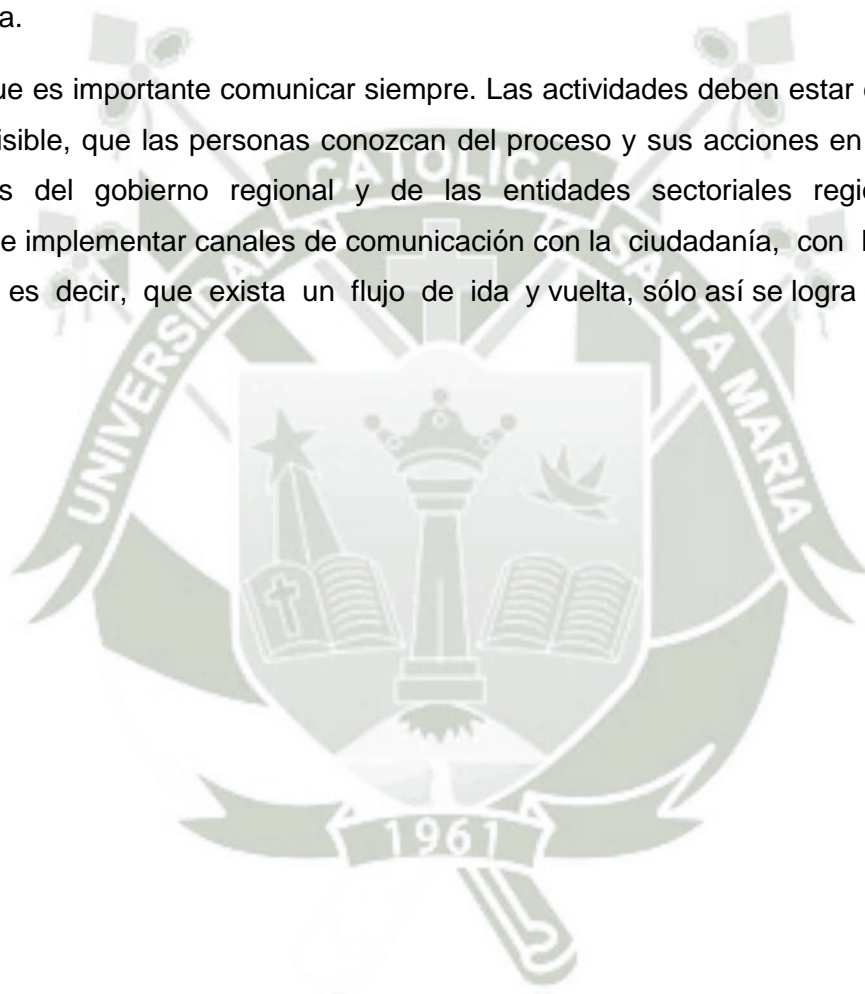 a.
ue es importante comunicar siempre. Las actividades deben estar
isible, que las personas conozcan del proceso y sus acciones en
s del gobierno regional y de las entidades sectoriales regi
e implementar canales de comunicación con la ciudadanía, con
es decir, que exista un flujo de ida y vuelta, sólo así se logra
UNIVERSIDAD CATOLICA SANTA MARIA
1961